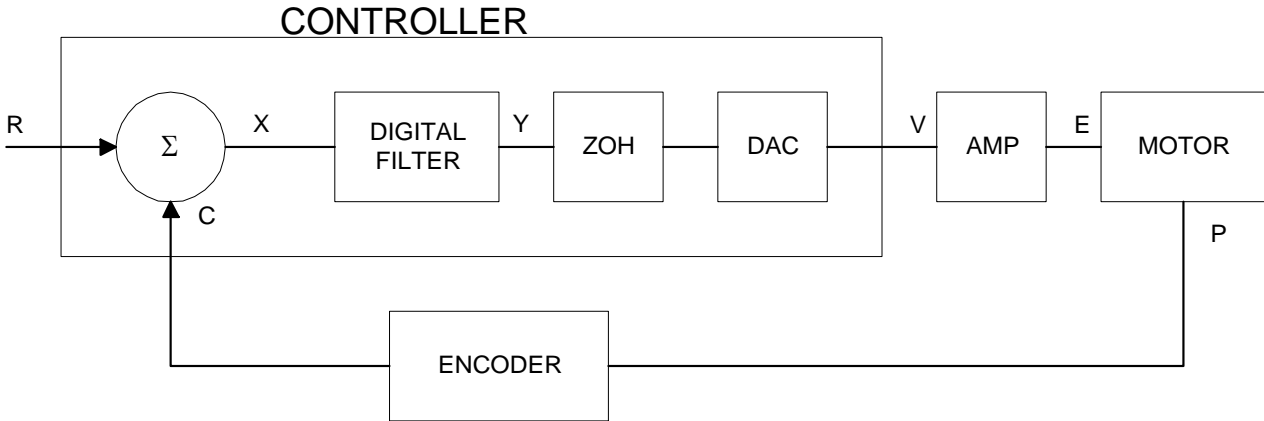 CONTROLLER
R
Σ
X
DIGITAL
FILTER
Y
ZOH
DAC
V
AMP
E
MOTOR
C
P
ENCODER